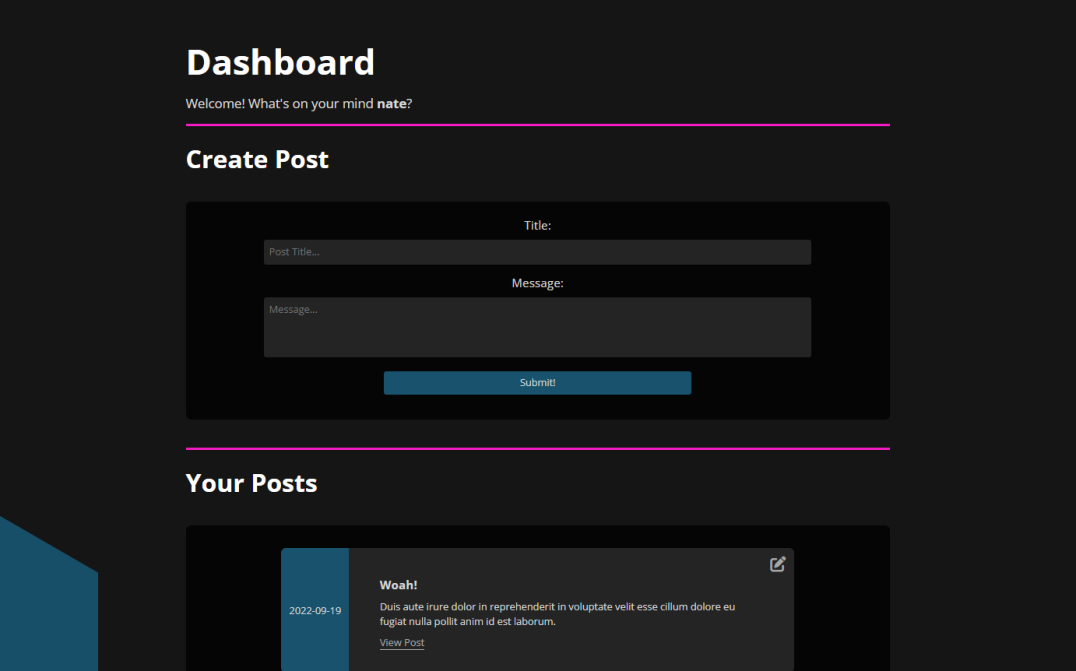 Dashboard
Welcome! What's on your mind nate?
Create Post
Title:
Post Title...
Message:
Message...
Submit!
Your Posts
2022-09-19
Woah!
Duis aute irure dolor in reprehenderit in voluptate velit esse cillum dolore eu
fugiat nulla pollit anim id est laborum.
View Post